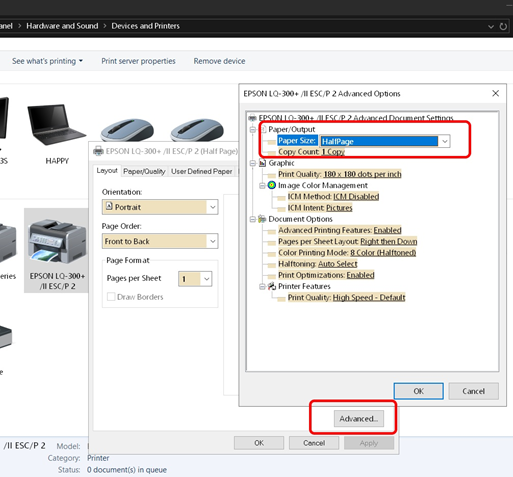 anel > Hardware and Sound > Devices and Printers
See what's printing
Print server properties
Remove device
3S
HAPPY
eries
EPSON LQ-300+
/II ESC/P 2
e
EPSON LQ-300+ /II ESC/P 2 (Half Page)
Layout
Paper/Quality
User Defined Paper
Orientation:
Portrait
Page Order:
Front to Back
Page Format
Pages per Sheet
1
Draw Borders
Advanced...
OK
Cancel
Apply
EPSON LQ-300+ /II ESC/P 2 Advanced Options
EPSON LQ-300+ /II ESC/P 2 Advanced Document Settings
Paper/Output
Paper Size: HalfPage
Copy Count: 1 Copy
Graphic
Print Quality: 180 x 180 dots per inch
Image Color Management
ICM Method: ICM Disabled
ICM Intent: Pictures
Document Options
Advanced Printing Features: Enabled
Pages per Sheet Layout: Right then Down
Color Printing Mode: 8 Color (Halftoned)
Halftoning: Auto Select
Print Optimizations: Enabled
Printer Features
Print Quality: High Speed - Default
OK
Cancel
/II ESC/P 2
Model:
Category: Printer
Status: 0 document(s) in queue